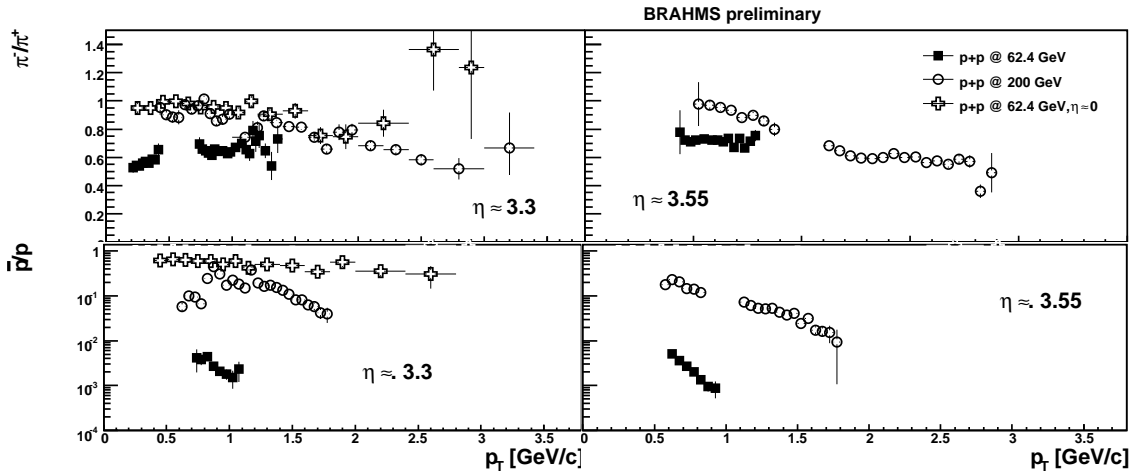 BRAHMS preliminary
π⁻/π⁺
1.4
1.2
1
0.8
0.6
0.4
0.2
η ≈ 3.3
η ≈ 3.55
p+p @ 62.4 GeV
p+p @ 200 GeV
p+p @ 62.4 GeV, η≈0
p̅/p
1
10⁻¹
10⁻²
10⁻³
10⁻⁴
η ≈. 3.3
η ≈. 3.55
0 0.5 1 1.5 2 2.5 3 3.5
0 0.5 1 1.5 2 2.5 3 3.5
p_T [GeV/c]
p_T [GeV/c]